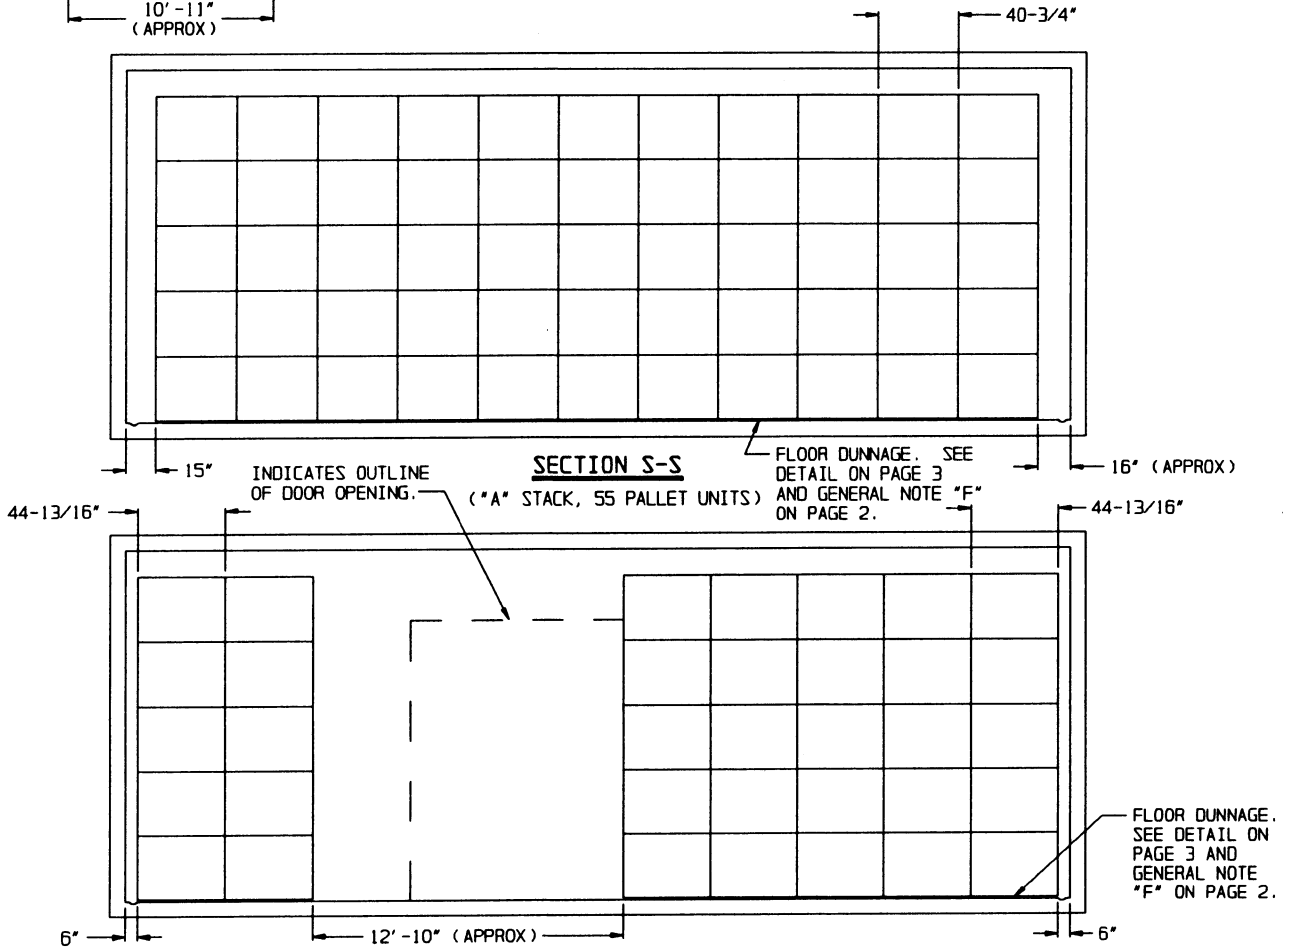 10'-11"
(APPROX)
40-3/4"
15"
INDICATES OUTLINE
OF DOOR OPENING.
SECTION S-S
("A" STACK, 55 PALLET UNITS)
FLOOR DUNNAGE. SEE
DETAIL ON PAGE 3
AND GENERAL NOTE "F"
ON PAGE 2.
16" (APPROX)
44-13/16"
44-13/16"
FLOOR DUNNAGE.
SEE DETAIL ON
PAGE 3 AND
GENERAL NOTE
"F" ON PAGE 2.
6"
12'-10" (APPROX)
6"